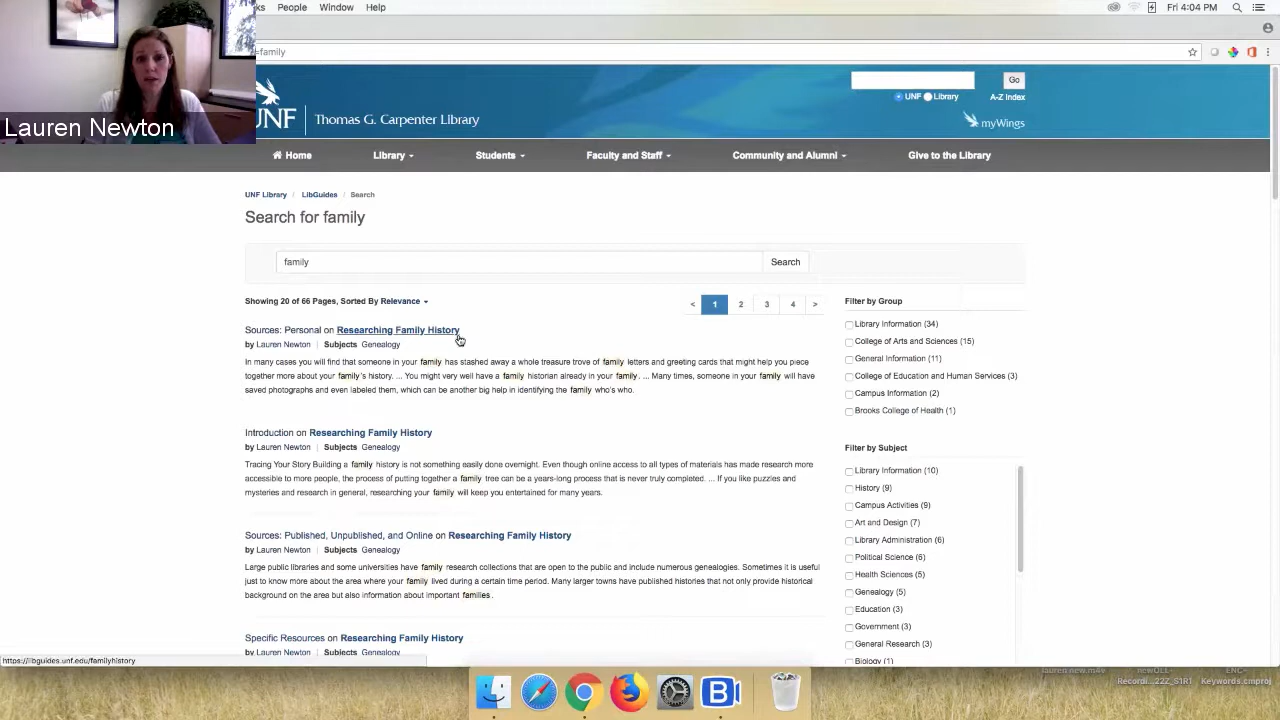 ks People Window Help
Fri 4:04 PM
Lauren Newton
=family
UNF
Thomas G. Carpenter Library
Go
UNF Library
A-Z Index
myWings
Home Library Students Faculty and Staff Community and Alumni Give to the Library
UNF Library / LibGuides / Search
Search for family
family Search
Showing 20 of 66 Pages, Sorted By Relevance
< 1 2 3 4 >
Sources: Personal on Researching Family History
by Lauren Newton | Subjects Genealogy
In many cases you will find that someone in your family has stashed away a whole treasure trove of family letters and greeting cards that might help you piece
together more about your family's history. ... You might very well have a family historian already in your family. ... Many times, someone in your family will have
saved photographs and even labeled them, which can be another big help in identifying the family who's who.
Introduction on Researching Family History
by Lauren Newton | Subjects Genealogy
Tracing Your Story Building a family history is not something easily done overnight. Even though online access to all types of materials has made research more
accessible to more people, the process of putting together a family tree can be a years-long process that is never truly completed. ... If you like puzzles and
mysteries and research in general, researching your family will keep you entertained for many years.
Sources: Published, Unpublished, and Online on Researching Family History
by Lauren Newton | Subjects Genealogy
Large public libraries and some universities have family research collections that are open to the public and include numerous genealogies. Sometimes it is useful
just to know more about the area where your family lived during a certain time period. Many larger towns have published histories that not only provide historical
background on the area but also information about important families.
Specific Resources on Researching Family History
by Lauren Newton | Subjects Genealogy
Filter by Group
Library Information (34)
College of Arts and Sciences (15)
General Information (11)
College of Education and Human Services (3)
Campus Information (2)
Brooks College of Health (1)
Filter by Subject
Library Information (10)
History (9)
Campus Activities (9)
Art and Design (7)
Library Administration (6)
Political Science (6)
Health Sciences (5)
Genealogy (5)
Education (3)
Government (3)
General Research (3)
Biology (1)
https://libguides.unf.edu/familyhistory
lauren new.m4v
Recordi...22Z_S1R1
Keywords.cmproj
B